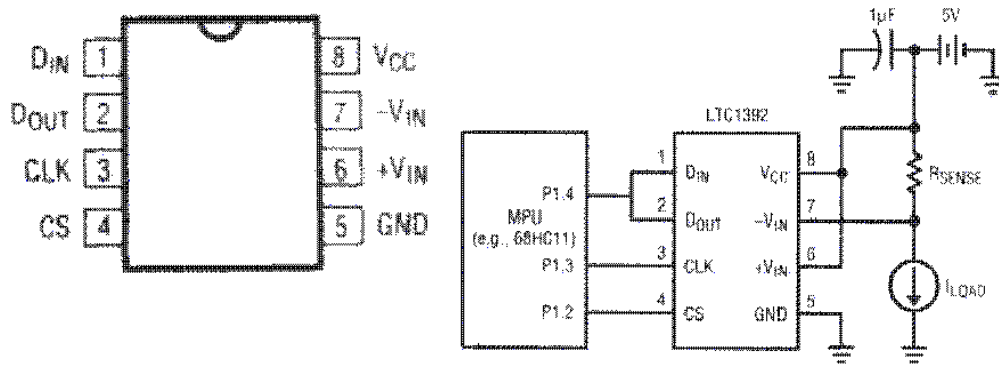 DIN 1
DOUT 2
CLK 3
CS 4
8 VCC
7 –VIN
6 +VIN
5 GND
1µF
5V
LTC1392
MPU
(e.g., 68HC11)
P1.4
P1.3
P1.2
1 DIN
2 DOUT
3 CLK
4 CS
VCC 8
–VIN 7
+VIN 6
GND 5
RSENSE
ILOAD